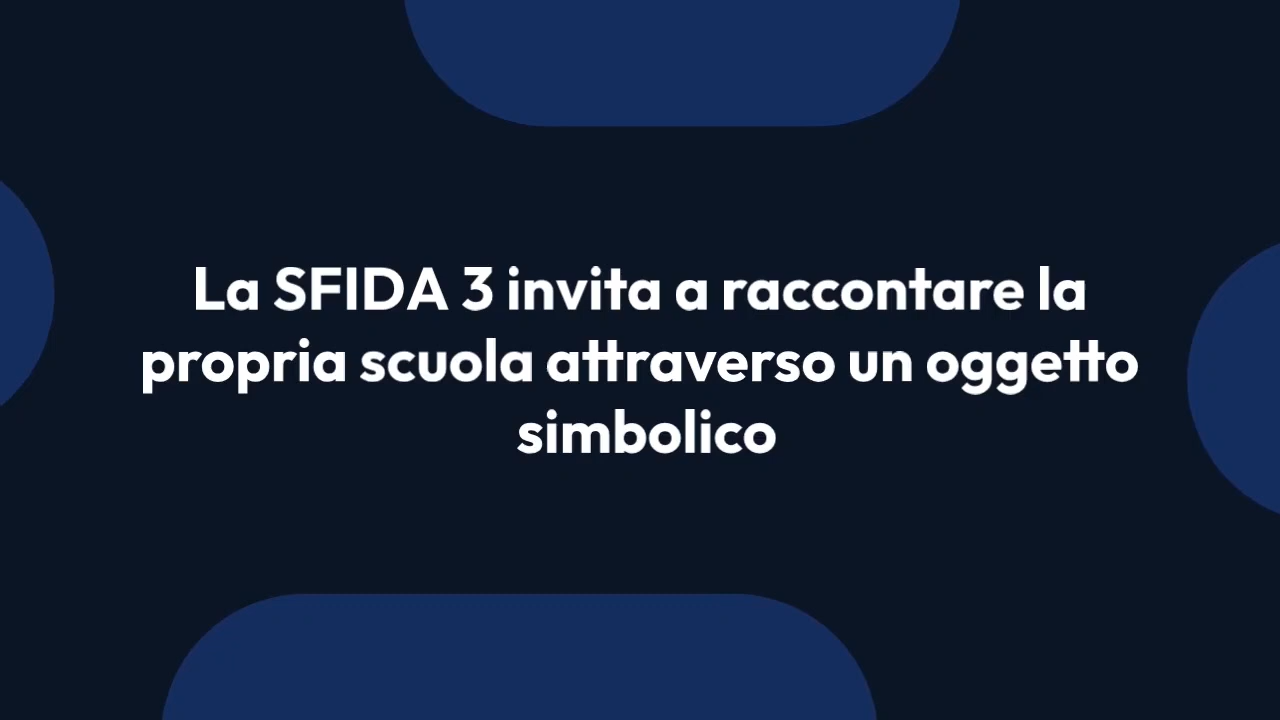 La SFIDA 3 invita a raccontare la
propria scuola attraverso un oggetto
simbolico